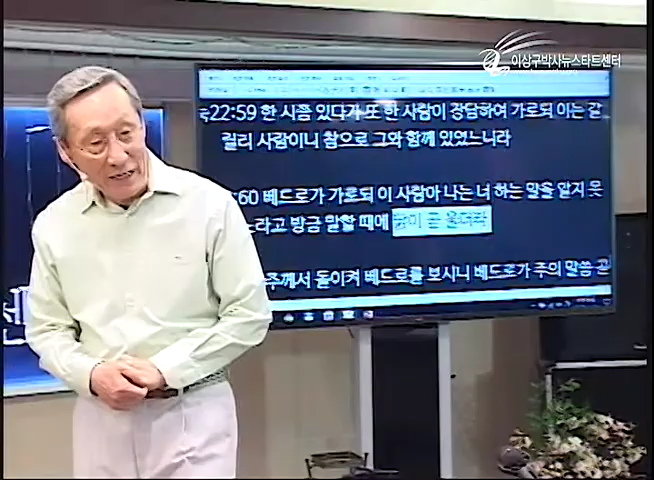 이상구박사뉴스타트센터
22:59 한 시쯤 있다가 또 한 사람이 장담하여 가로되 이는 갈
릴리 사람이니 참으로 그와 함께 있었느니라
:60 베드로가 가로되 이 사람아 나는 너 하는 말을 알지 못
라고 방금 말할 때에 닭이 곧 울더라
주께서 돌이켜 베드로를 보시니 베드로가 주의 말씀 곧